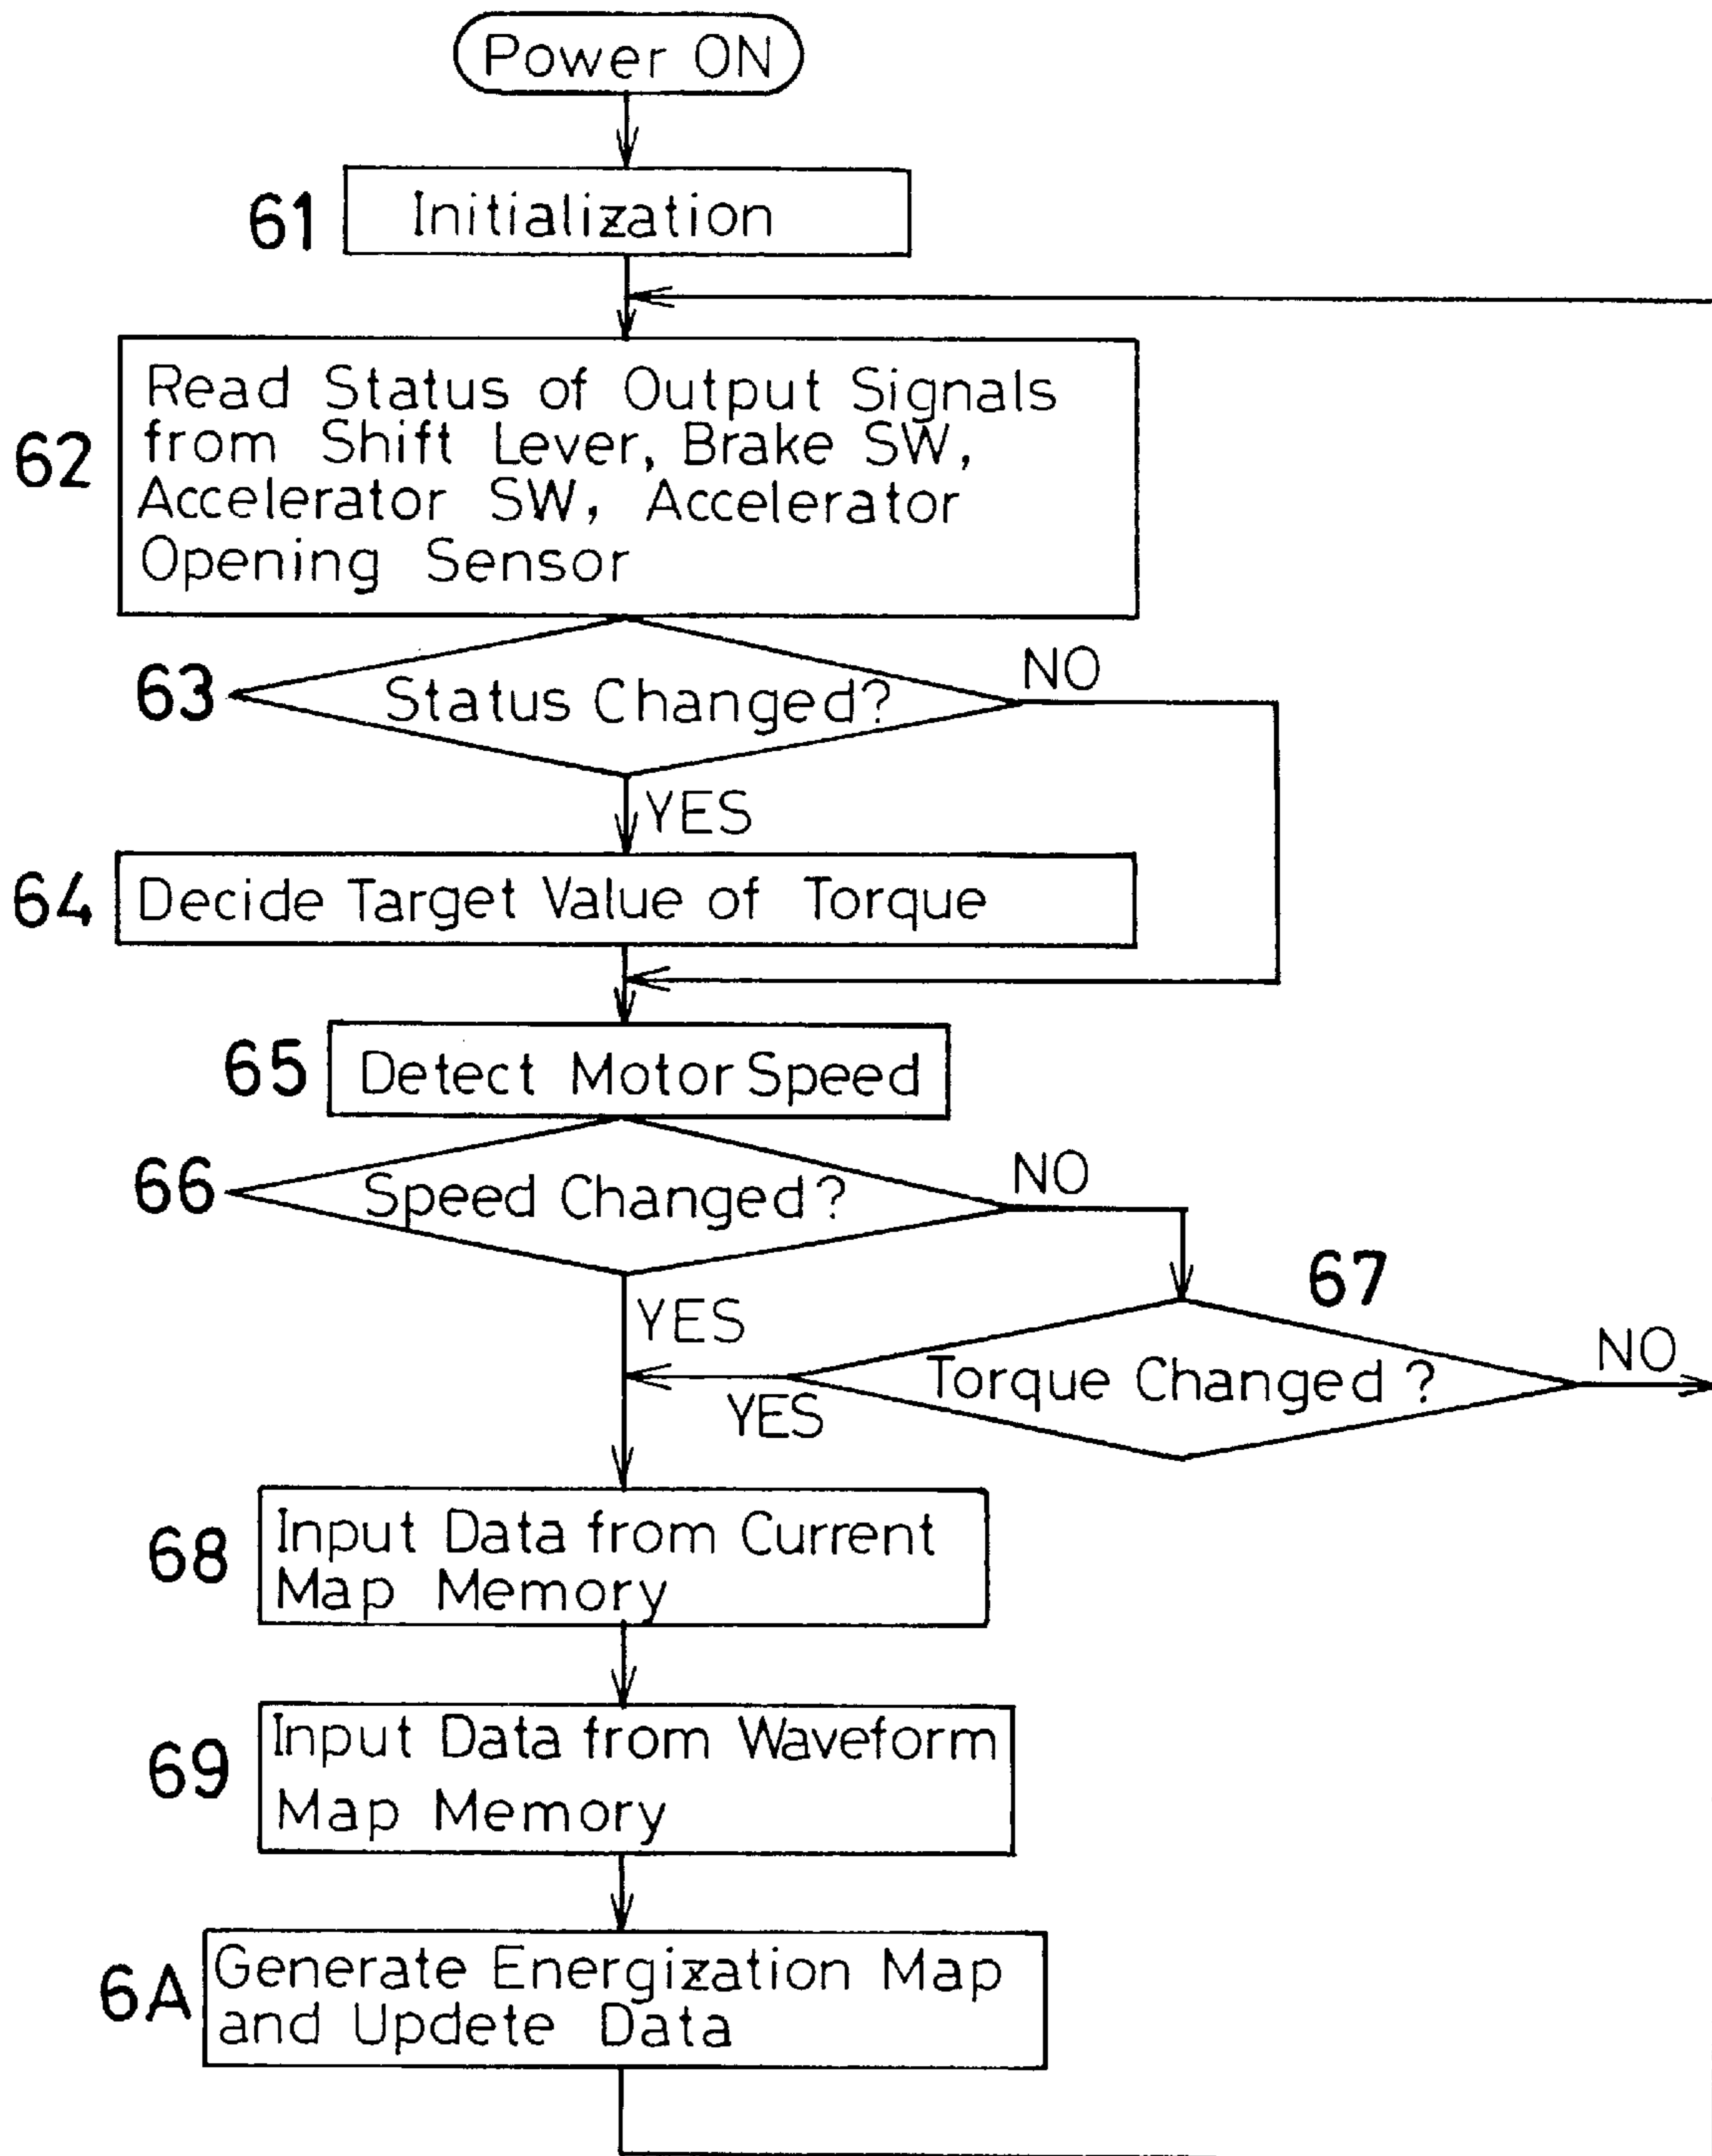 Power ON
61
Initialization
62
Read Status of Output Signals
from Shift Lever, Brake SW,
Accelerator SW, Accelerator
Opening Sensor
63
Status Changed?
NO
YES
64
Decide Target Value of Torque
65
Detect Motor Speed
66
Speed Changed?
NO
67
YES
Torque Changed?
NO
YES
68
Input Data from Current
Map Memory
69
Input Data from Waveform
Map Memory
6A
Generate Energization Map
and Updete Data